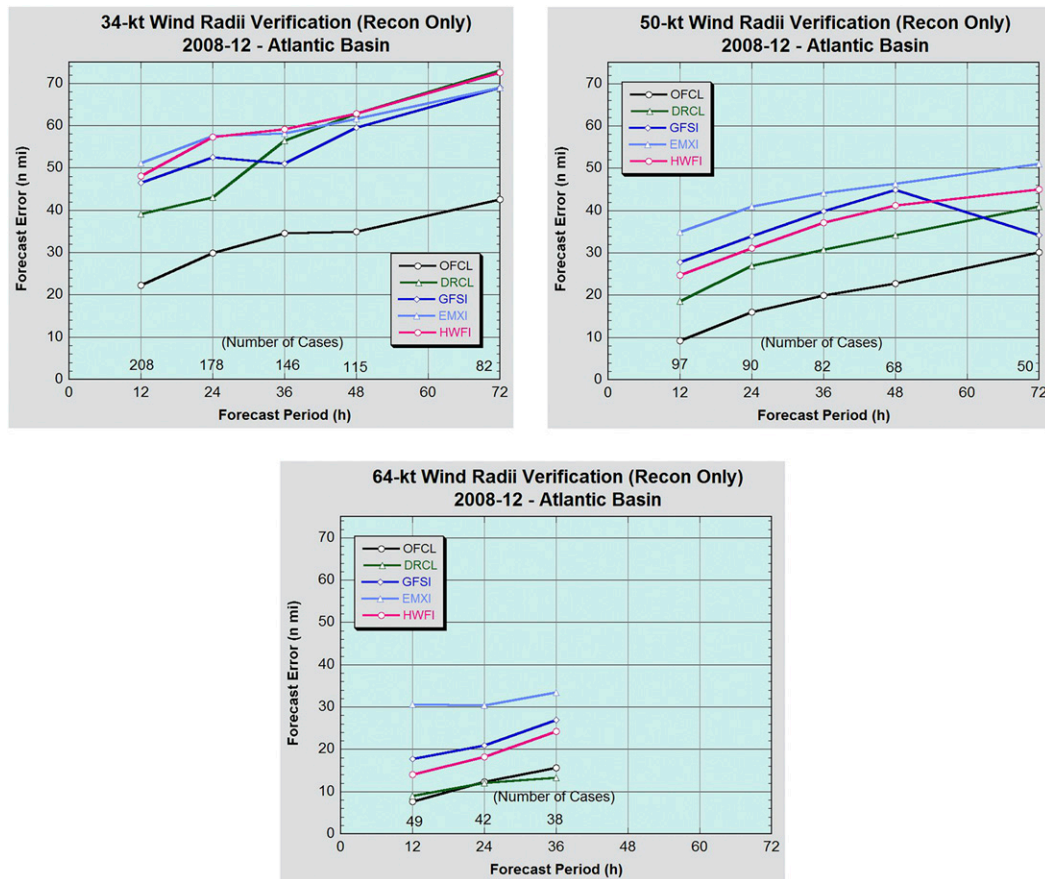 34-kt Wind Radii Verification (Recon Only)
2008-12 - Atlantic Basin
70
60
50
40
30
20
10
0
Forecast Error (n mi)
OFCL
DRCL
GFSI
EMXI
HWFI
(Number of Cases)
208 178 146 115 82
0 12 24 36 48 60 72
Forecast Period (h)
50-kt Wind Radii Verification (Recon Only)
2008-12 - Atlantic Basin
70
60
50
40
30
20
10
0
Forecast Error (n mi)
OFCL
DRCL
GFSI
EMXI
HWFI
(Number of Cases)
97 90 82 68 50
0 12 24 36 48 60 72
Forecast Period (h)
64-kt Wind Radii Verification (Recon Only)
2008-12 - Atlantic Basin
70
60
50
40
30
20
10
0
Forecast Error (n mi)
OFCL
DRCL
GFSI
EMXI
HWFI
(Number of Cases)
49 42 38
0 12 24 36 48 60 72
Forecast Period (h)